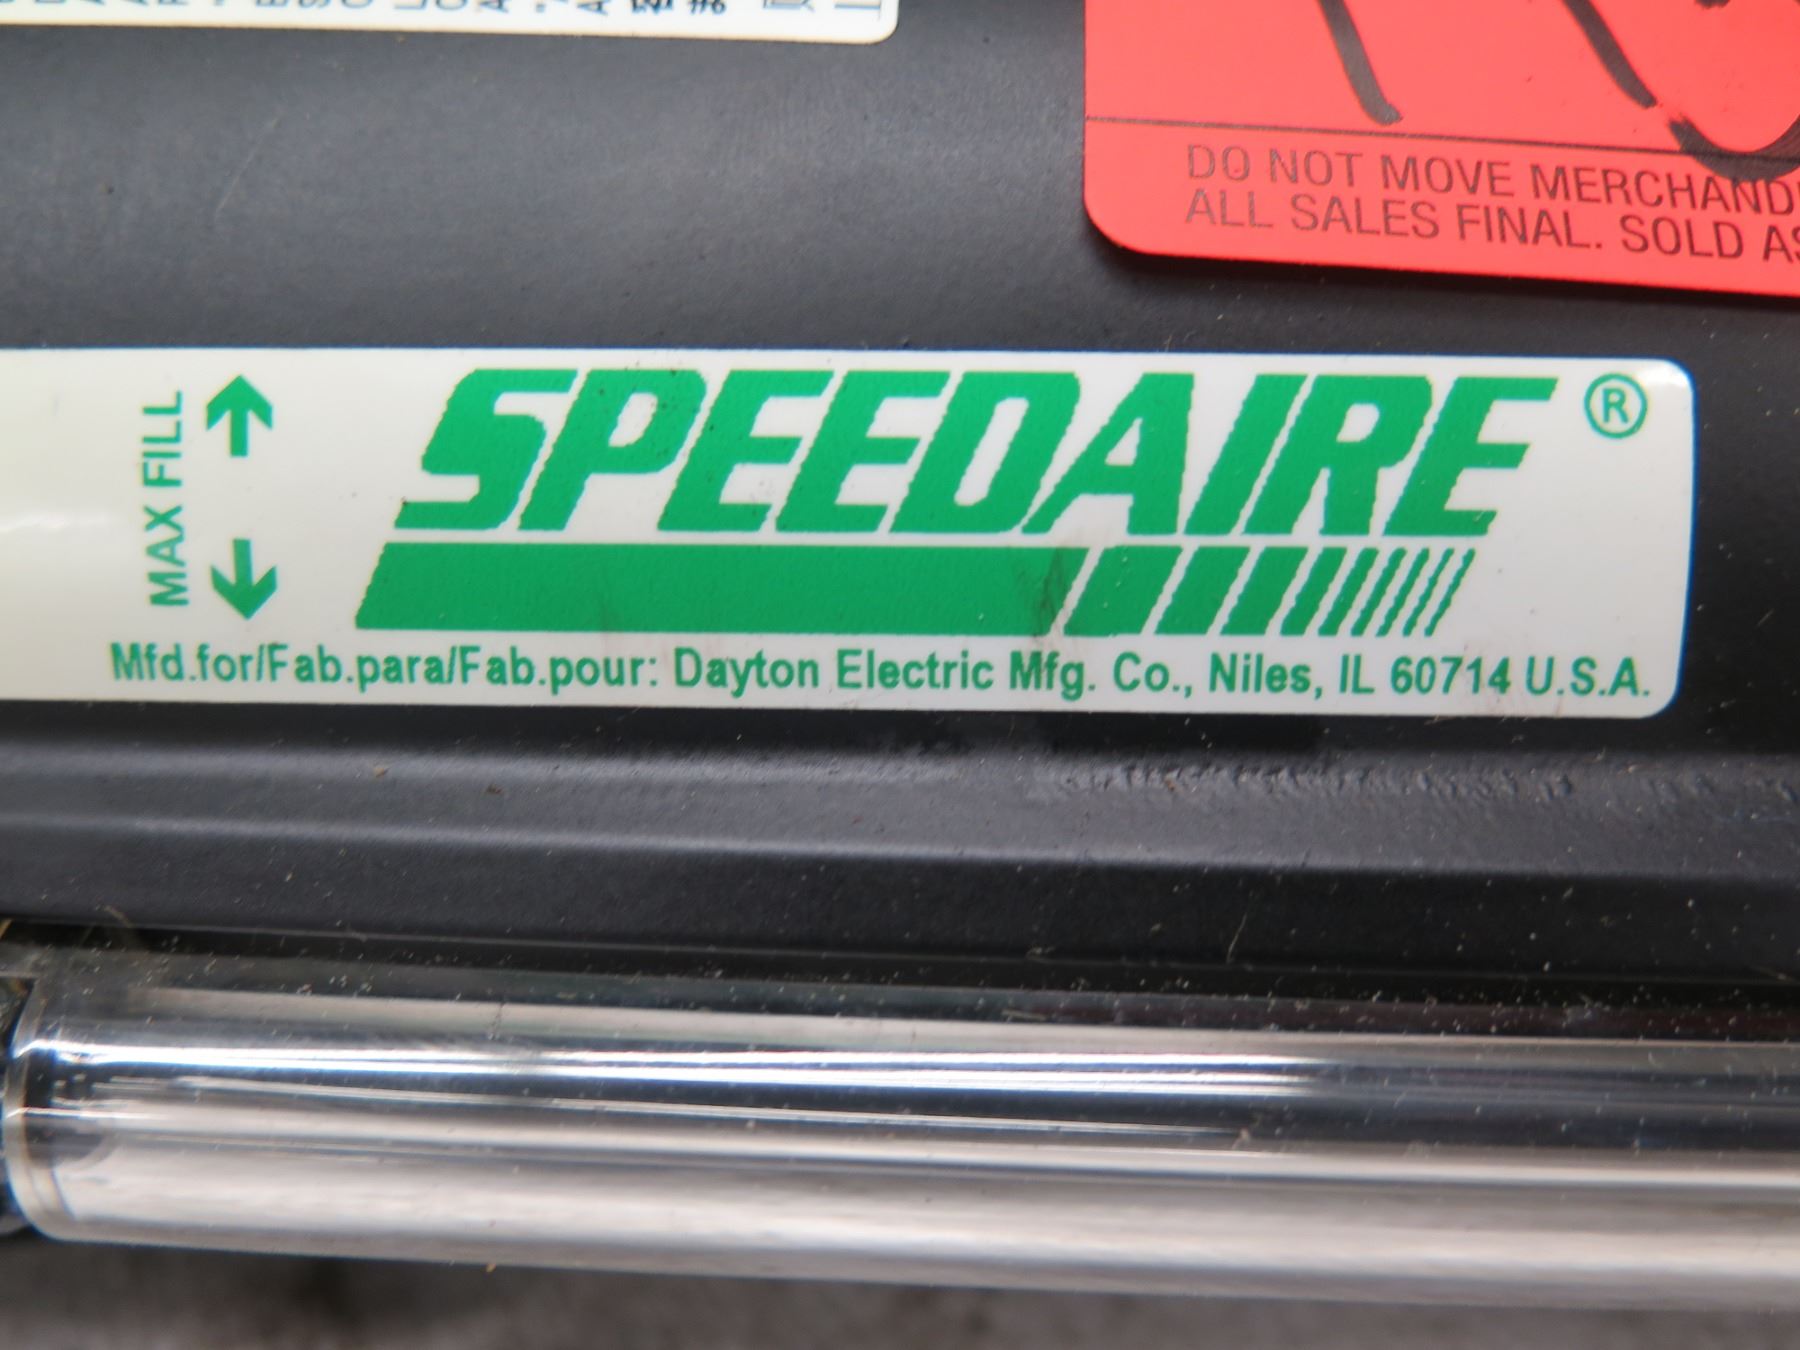 DO NOT MOVE
ALL SALES FINAL. SOLD
MAX FILL
SPEEDAIRE®
Mfd.for/Fab.para/Fab.pour: Dayton Electric Mfg. Co., Niles, IL 60714 U.S.A.